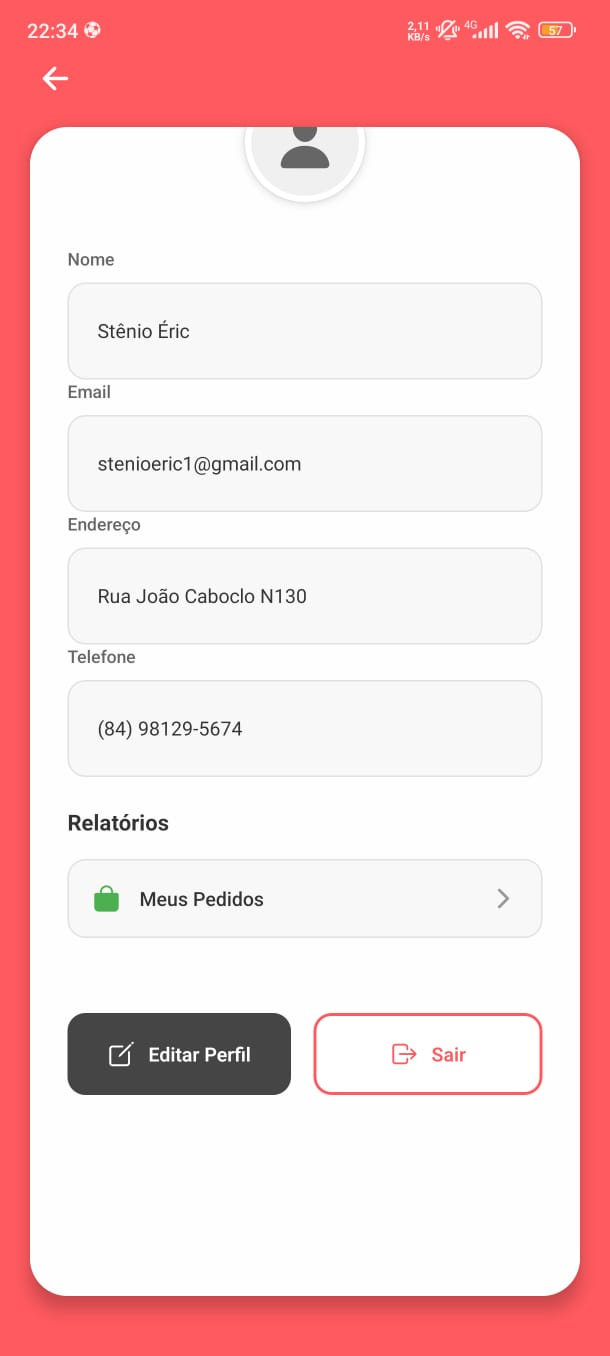 22:34
2,11
KB/s
4G
57
Nome
Stênio Éric
Email
stenioeric1@gmail.com
Endereço
Rua João Caboclo N130
Telefone
(84) 98129-5674
Relatórios
Meus Pedidos
Editar Perfil
Sair